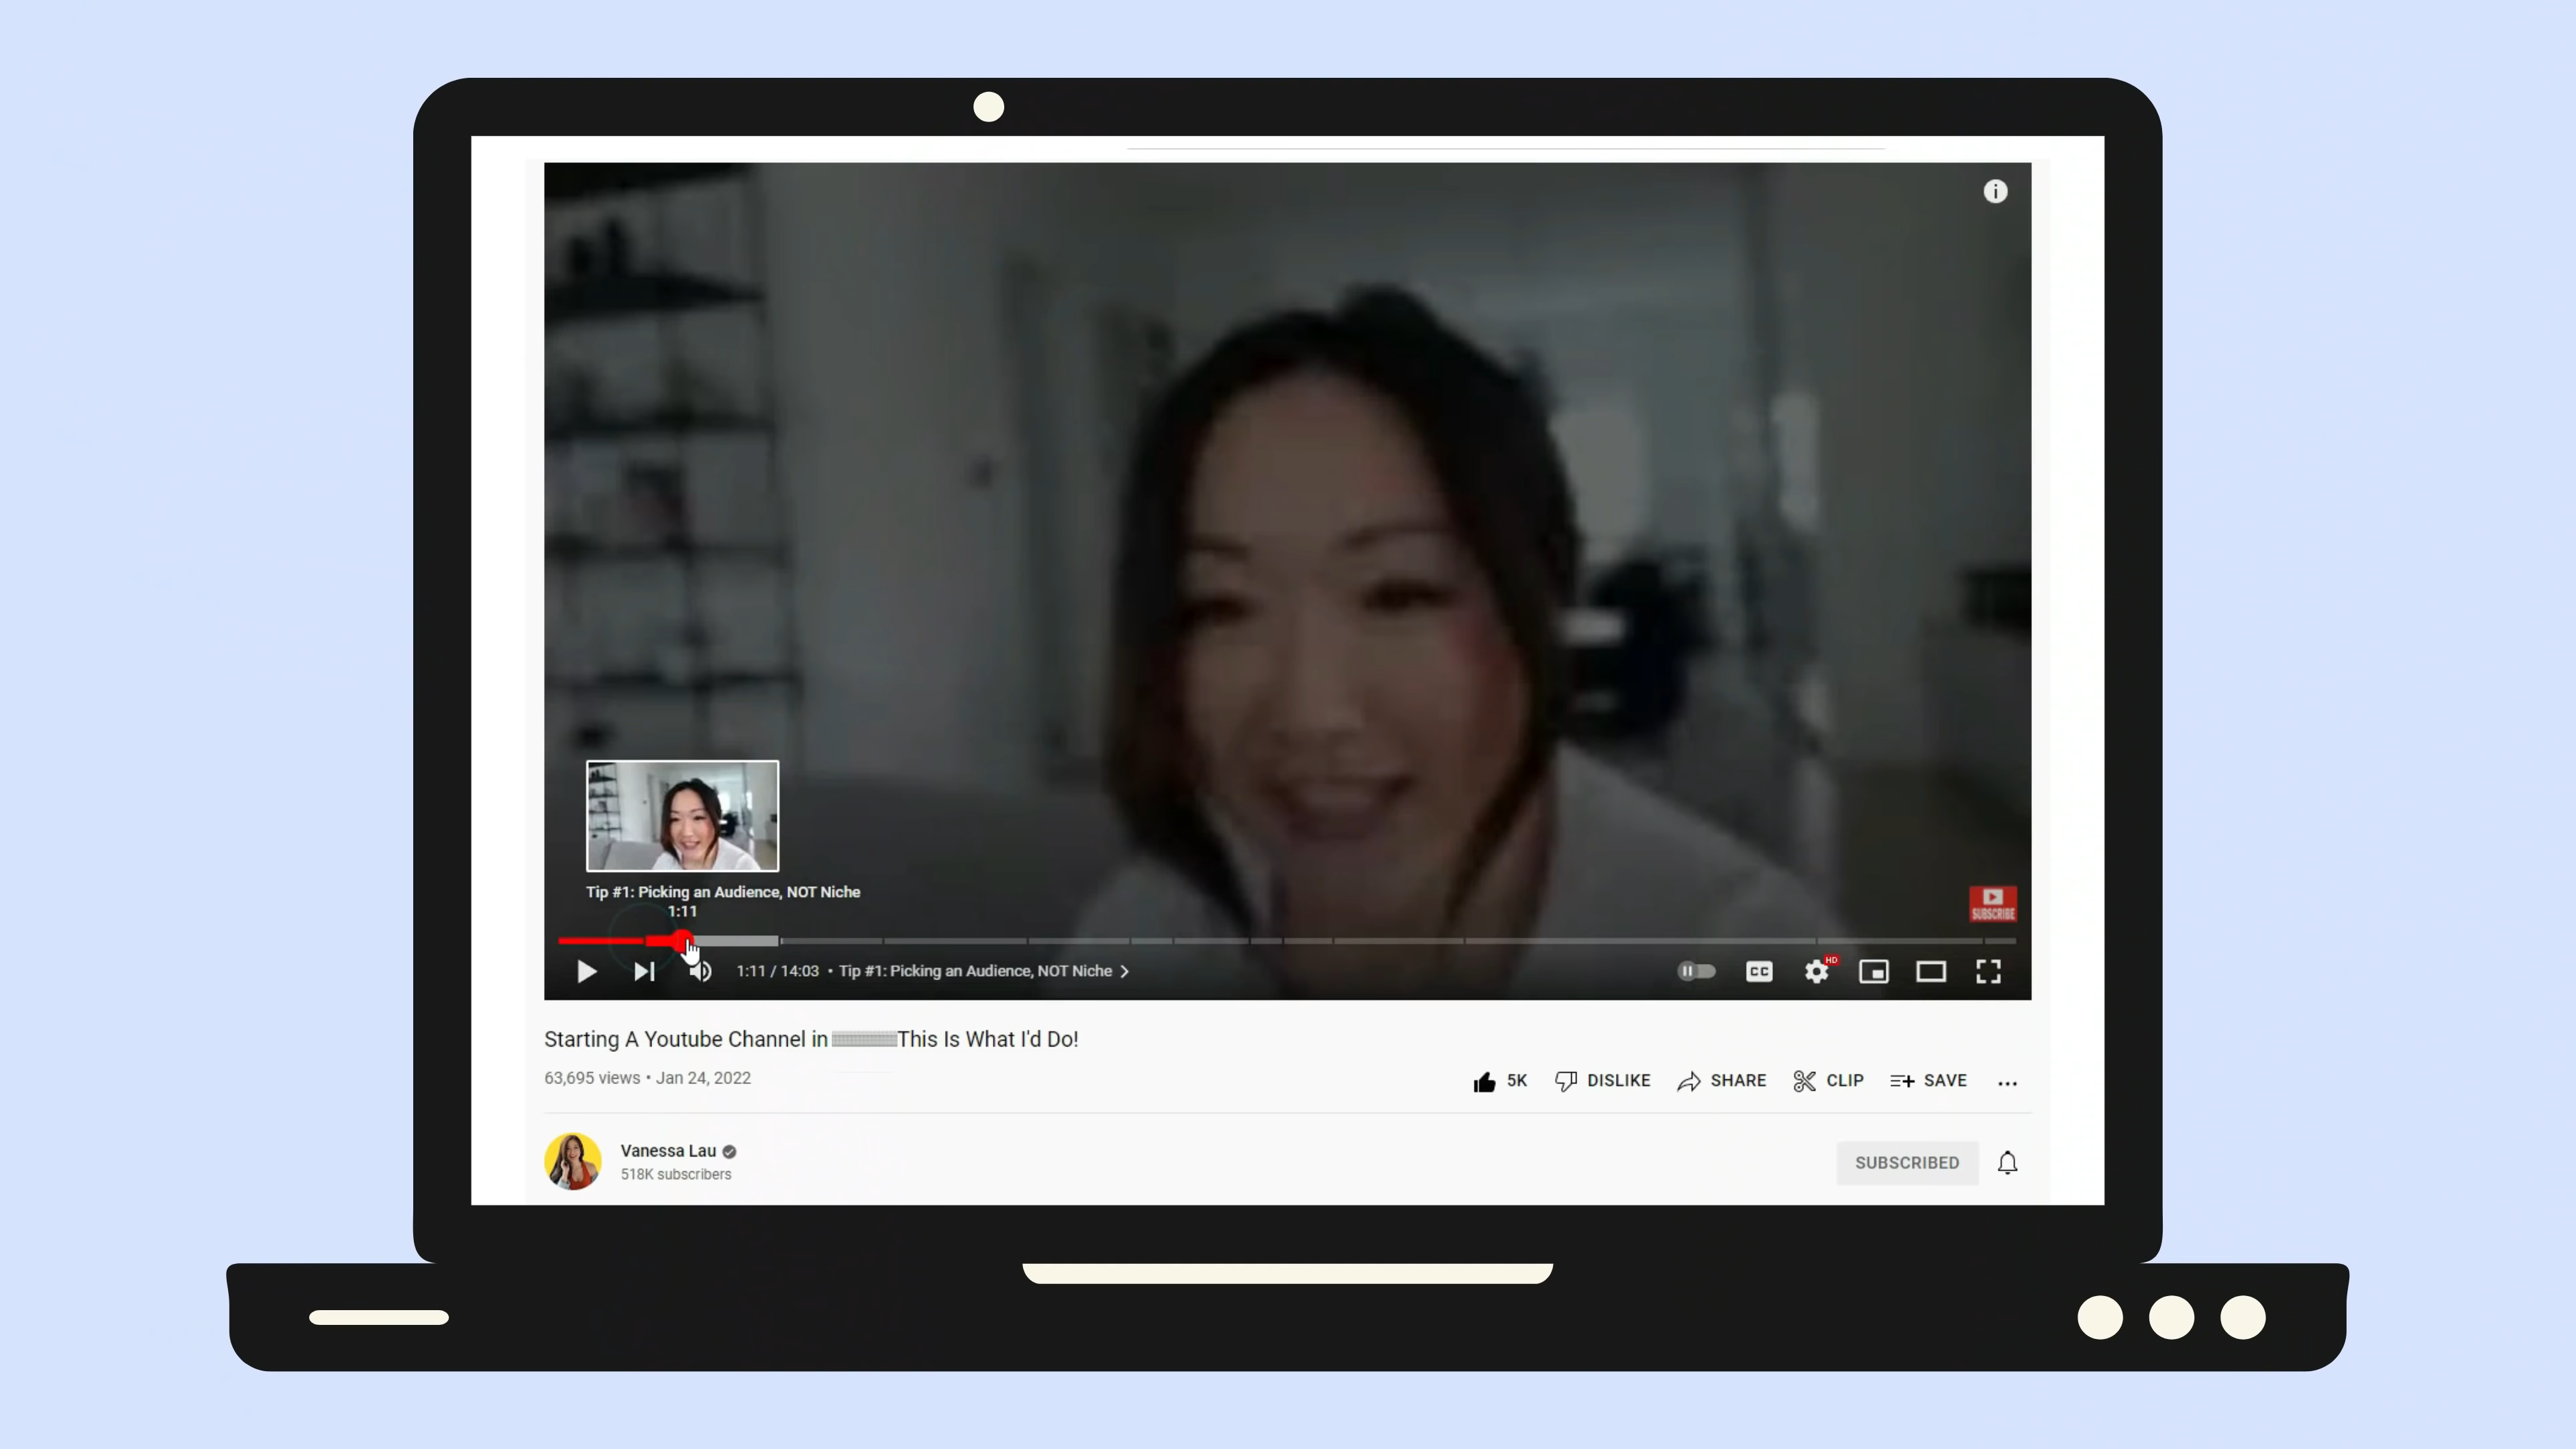 Tip #1: Picking an Audience, NOT Niche
1:11
SUBSCRIBE
1:11 / 14:03 • Tip #1: Picking an Audience, NOT Niche
CC
HD
Starting A Youtube Channel in This Is What I'd Do!
63,695 views • Jan 24, 2022
5K DISLIKE SHARE CLIP SAVE ...
Vanessa Lau
518K subscribers
SUBSCRIBED